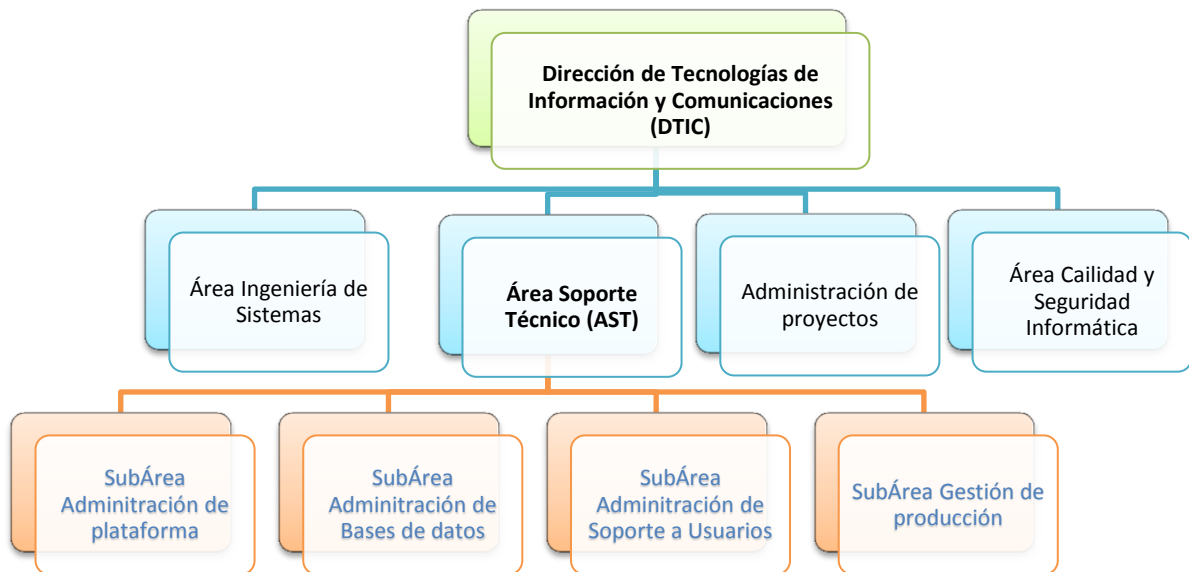 Dirección de Tecnologías de
Información y Comunicaciones
(DTIC)
Área Ingeniería de
Sistemas
Área Soporte
Técnico (AST)
Administración de
proyectos
Área Cailidad y
Seguridad
Informática
SubÁrea
Adminitración de
plataforma
SubÁrea
Adminitración de
Bases de datos
SubÁrea
Adminitración de
Soporte a Usuarios
SubÁrea Gestión de
producción